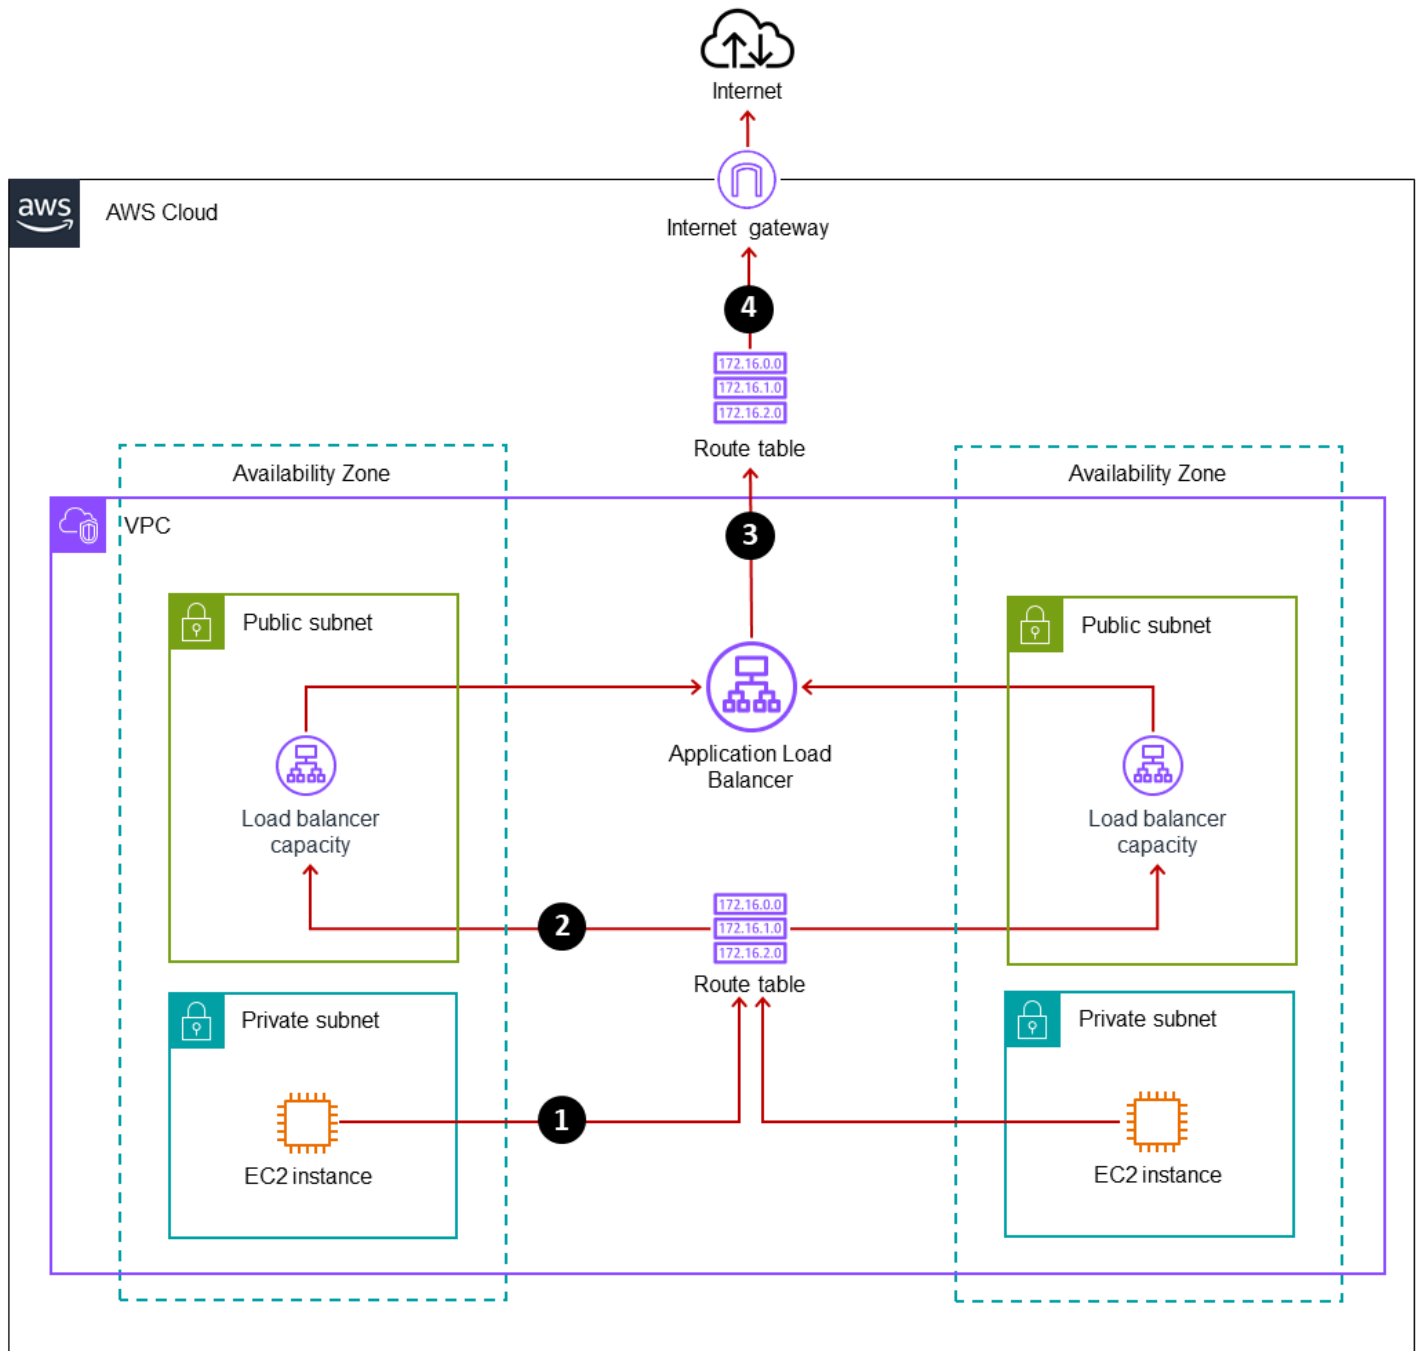 Internet
aws
AWS Cloud
Internet gateway
4
172.16.0.0
172.16.1.0
172.16.2.0
Route table
Availability Zone
Availability Zone
VPC
3
Public subnet
Public subnet
Application Load
Balancer
Load balancer
capacity
Load balancer
capacity
2
172.16.0.0
172.16.1.0
172.16.2.0
Route table
Private subnet
Private subnet
1
EC2 instance
EC2 instance